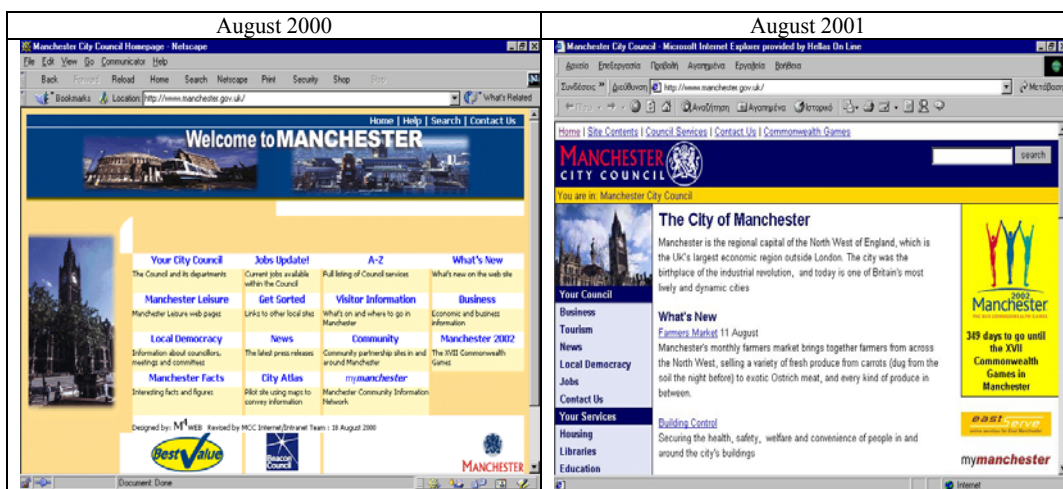 August 2000
Manchester City Council Homepage - Netscape
File Edit View Go Communicator Help
Back Forward Reload Home Search Netscape Print Security Shop Stop
Bookmarks Location: http://www.manchester.gov.uk/ What's Related
Home | Help | Search | Contact Us
Welcome to MANCHESTER
Your City Council
The Council and its departments
Jobs Update!
Current jobs available
within the Council
A-Z
Full listing of Council services
What's New
What's new on the web site
Manchester Leisure
Manchester Leisure web pages
Get Sorted
Links to other local sites
Visitor Information
What's on and where to go in
Manchester
Business
Economic and business
information
Local Democracy
Information about councillors,
meetings and committees
News
The latest press releases
Community
Community partnership sites in and
around Manchester
Manchester 2002
The XVII Commonwealth
Games
Manchester Facts
Interesting facts and figures
City Atlas
Pilot site using maps to
convey information
mymanchester
Manchester Community Information
Network
Designed by: M4 WEB Revised by MCC Internet/Intranet Team : 18 August 2000
Best Value
Beacon
Council
MANCHESTER
Document: Done
August 2001
Manchester City Council - Microsoft Internet Explorer provided by Hellas On Line
Αρχείο Επεξεργασία Προβολή Αγαπημένα Εργαλεία Βοήθεια
Συνδέσεις » Διεύθυνση http://www.manchester.gov.uk/ Μετάβαση
Πίσω Αναζήτηση Αγαπημένα Ιστορικό
Home | Site Contents | Council Services | Contact Us | Commonwealth Games
MANCHESTER
CITY COUNCIL
search
You are in: Manchester City Council
Your Council
Business
Tourism
News
Local Democracy
Jobs
Contact Us
Your Services
Housing
Libraries
Education
The City of Manchester
Manchester is the regional capital of the North West of England, which is
the UK's largest economic region outside London. The city was the
birthplace of the industrial revolution, and today is one of Britain's most
lively and dynamic cities
What's New
Farmers Market 11 August
Manchester's monthly farmers market brings together farmers from across
the North West, selling a variety of fresh produce from carrots (dug from the
soil the night before) to exotic Ostrich meat, and every kind of produce in
between.
Building Control
Securing the health, safety, welfare and convenience of people in and
around the city's buildings
2002
Manchester
THE XVII COMMONWEALTH GAMES
349 days to go until
the XVII
Commonwealth
Games in
Manchester
eastserve
mymanchester
Internet